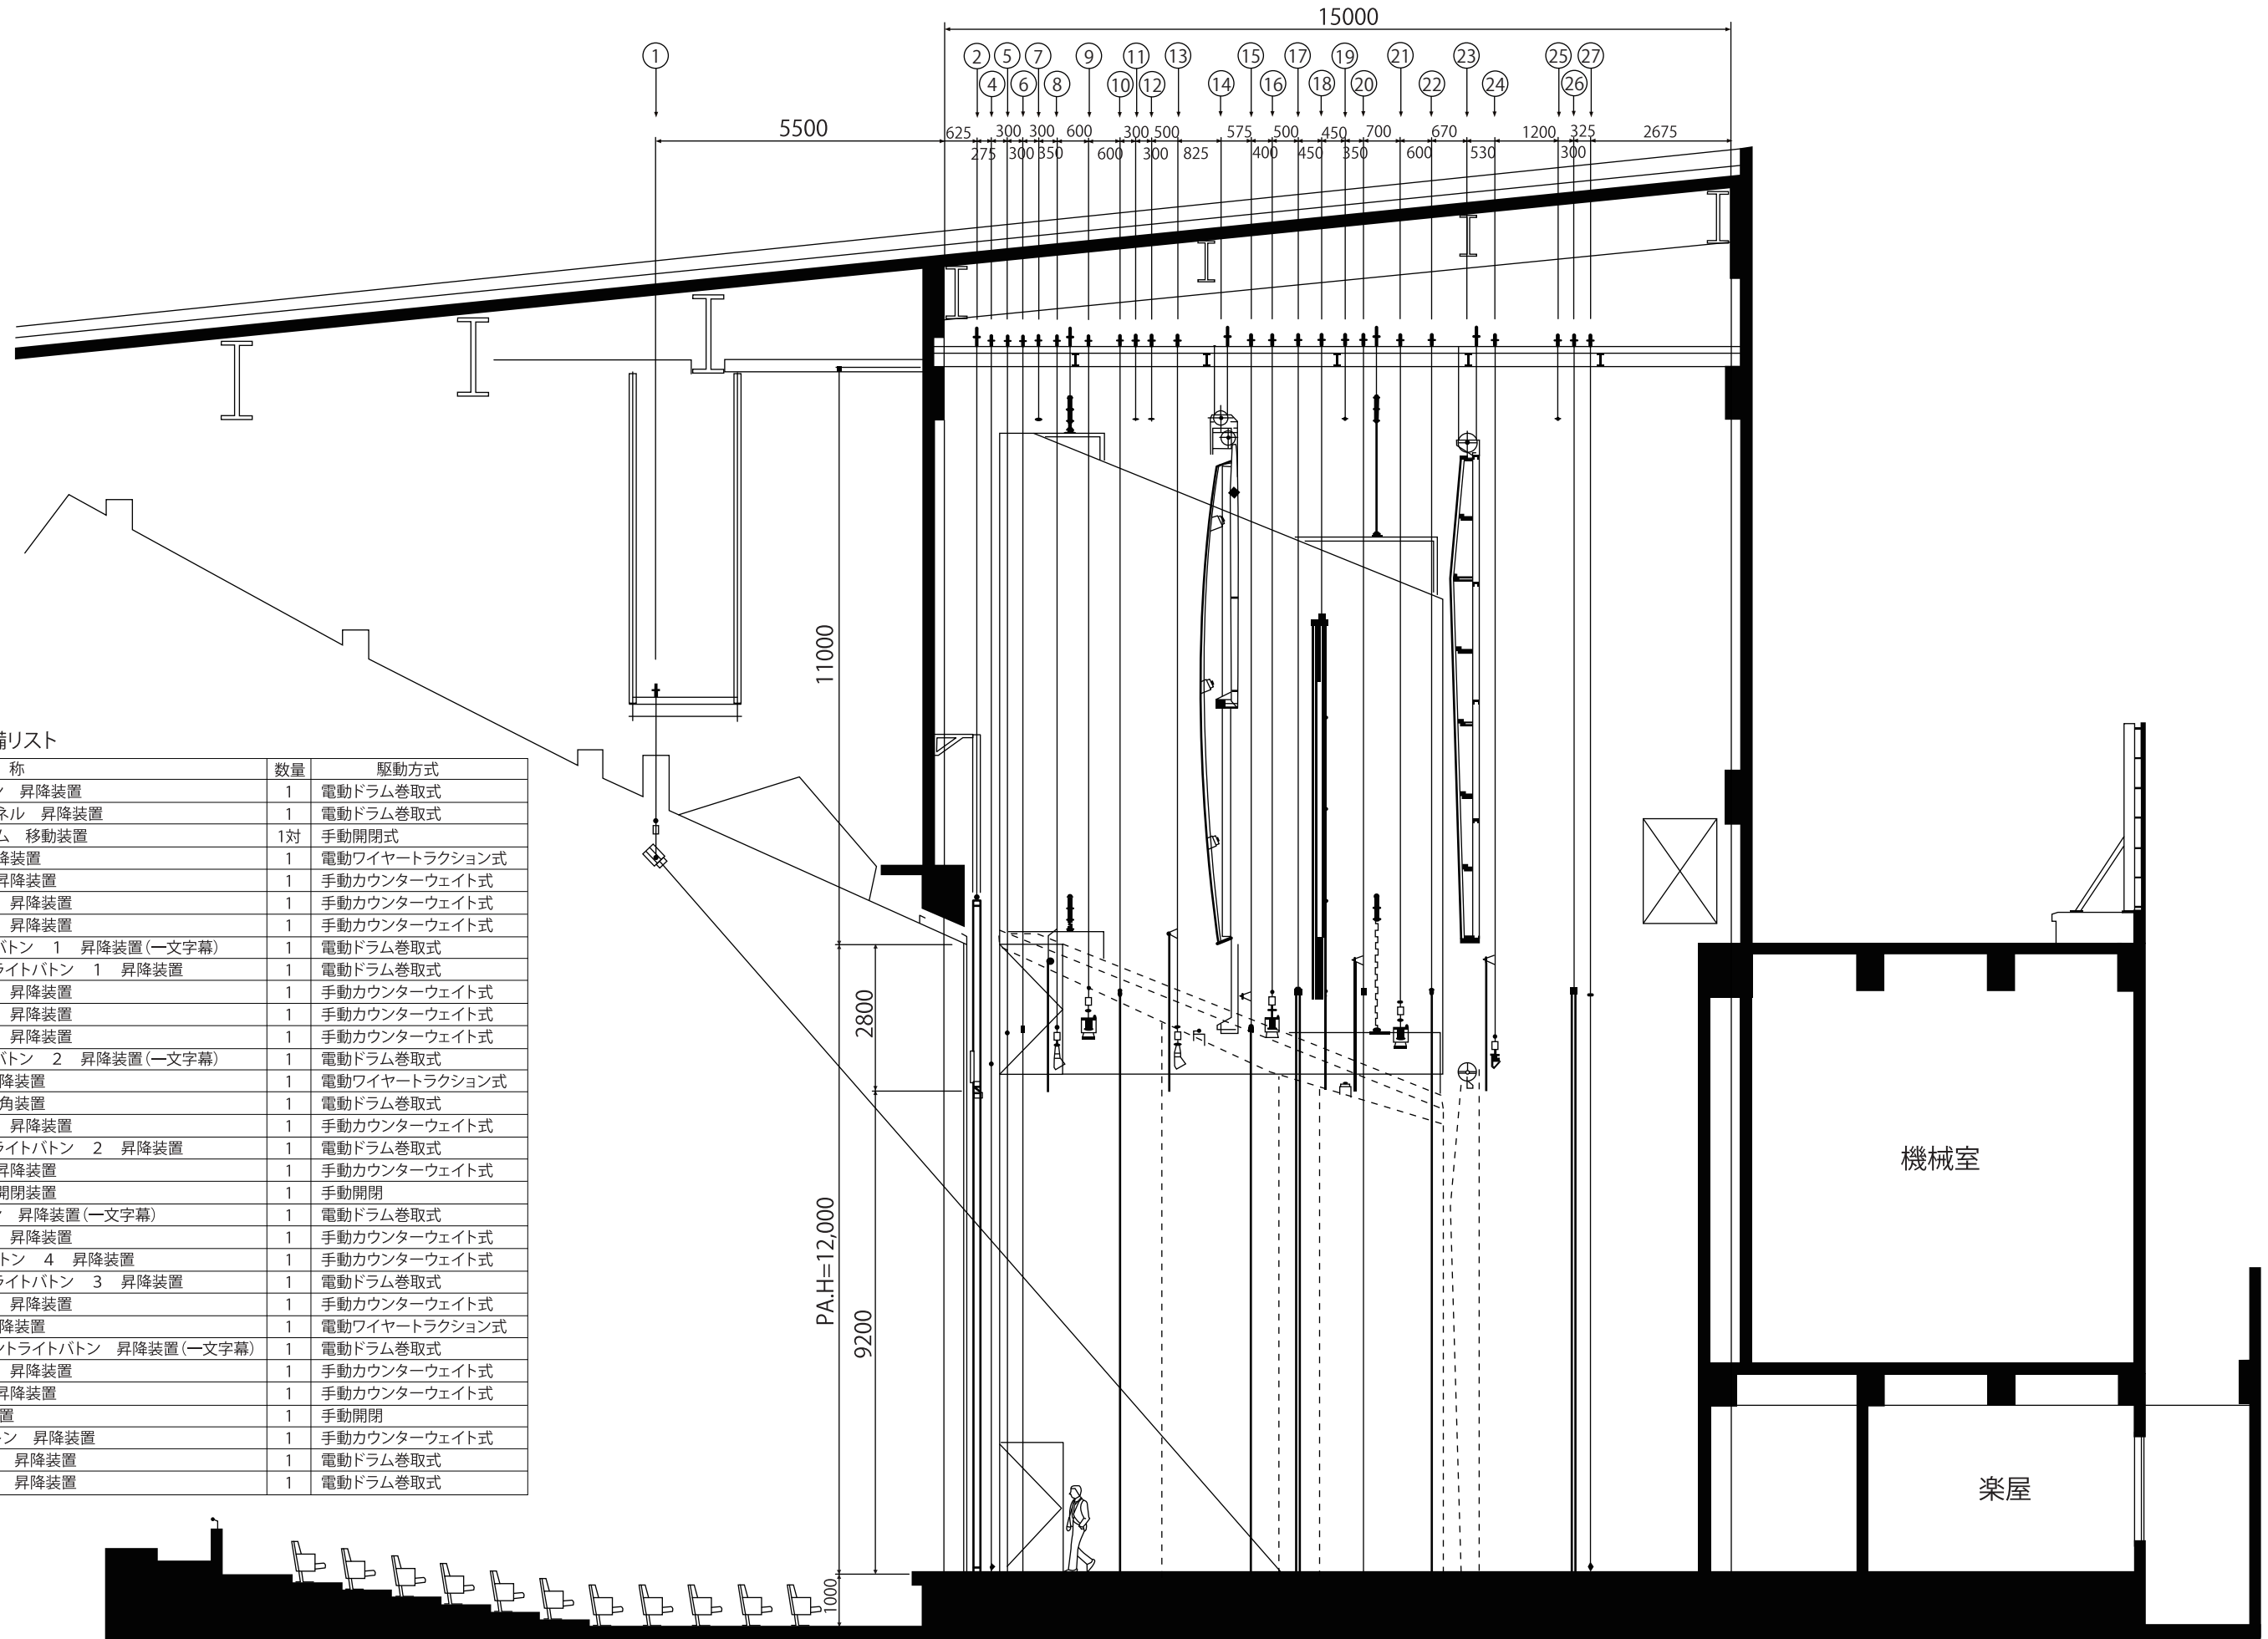 15000
① ② ⑤ ⑦ ⑨ ⑪ ⑬ ⑮ ⑰ ⑲ ㉑ ㉓ ㉕ ㉗
④ ⑥ ⑧ ⑩ ⑫ ⑭ ⑯ ⑱ ⑳ ㉒ ㉔ ㉖
5500 625 300 300 600 300 500 575 500 450 700 670 1200 325 2675
275 300 350 600 300 825 400 450 350 600 530 300
11000
2800
PA.H=12,000
9200
1000
機械室
楽屋
備リスト
称 数量 駆動方式
ン 昇降装置 1 電動ドラム巻取式
ネル 昇降装置 1 電動ドラム巻取式
ム 移動装置 1対 手動開閉式
降装置 1 電動ワイヤートラクション式
昇降装置 1 手動カウンターウェイト式
昇降装置 1 手動カウンターウェイト式
昇降装置 1 手動カウンターウェイト式
バトン 1 昇降装置(一文字幕) 1 電動ドラム巻取式
ライトバトン 1 昇降装置 1 電動ドラム巻取式
昇降装置 1 手動カウンターウェイト式
昇降装置 1 手動カウンターウェイト式
昇降装置 1 手動カウンターウェイト式
バトン 2 昇降装置(一文字幕) 1 電動ドラム巻取式
降装置 1 電動ワイヤートラクション式
角装置 1 電動ドラム巻取式
昇降装置 1 手動カウンターウェイト式
ライトバトン 2 昇降装置 1 電動ドラム巻取式
昇降装置 1 手動カウンターウェイト式
開閉装置 1 手動開閉
昇降装置(一文字幕) 1 電動ドラム巻取式
昇降装置 1 手動カウンターウェイト式
トン 4 昇降装置 1 手動カウンターウェイト式
ライトバトン 3 昇降装置 1 電動ドラム巻取式
昇降装置 1 手動カウンターウェイト式
降装置 1 電動ワイヤートラクション式
ントライトバトン 昇降装置(一文字幕) 1 電動ドラム巻取式
昇降装置 1 手動カウンターウェイト式
昇降装置 1 手動カウンターウェイト式
置 1 手動開閉
トン 昇降装置 1 手動カウンターウェイト式
昇降装置 1 電動ドラム巻取式
昇降装置 1 電動ドラム巻取式